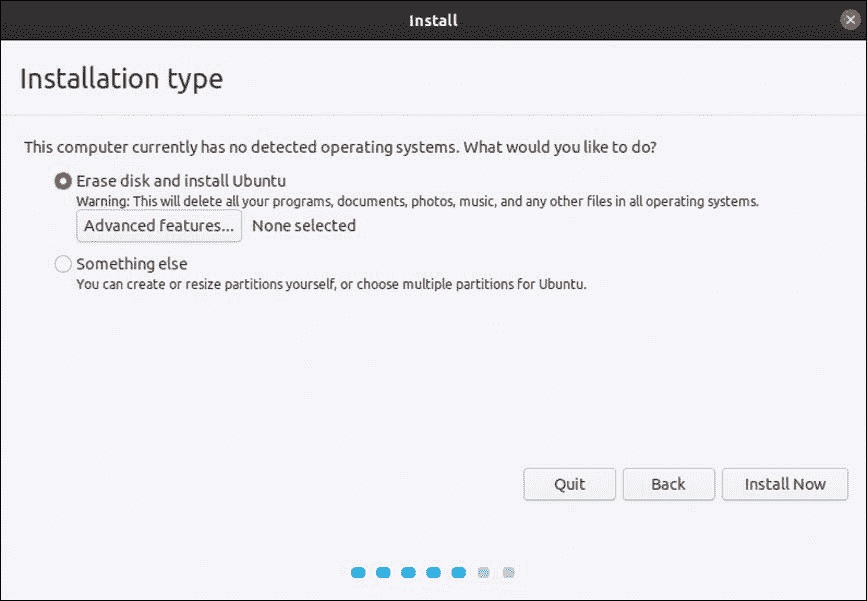 Install
Installation type
This computer currently has no detected operating systems. What would you like to do?
Erase disk and install Ubuntu
Warning: This will delete all your programs, documents, photos, music, and any other files in all operating systems.
Advanced features... None selected
Something else
You can create or resize partitions yourself, or choose multiple partitions for Ubuntu.
Quit Back Install Now